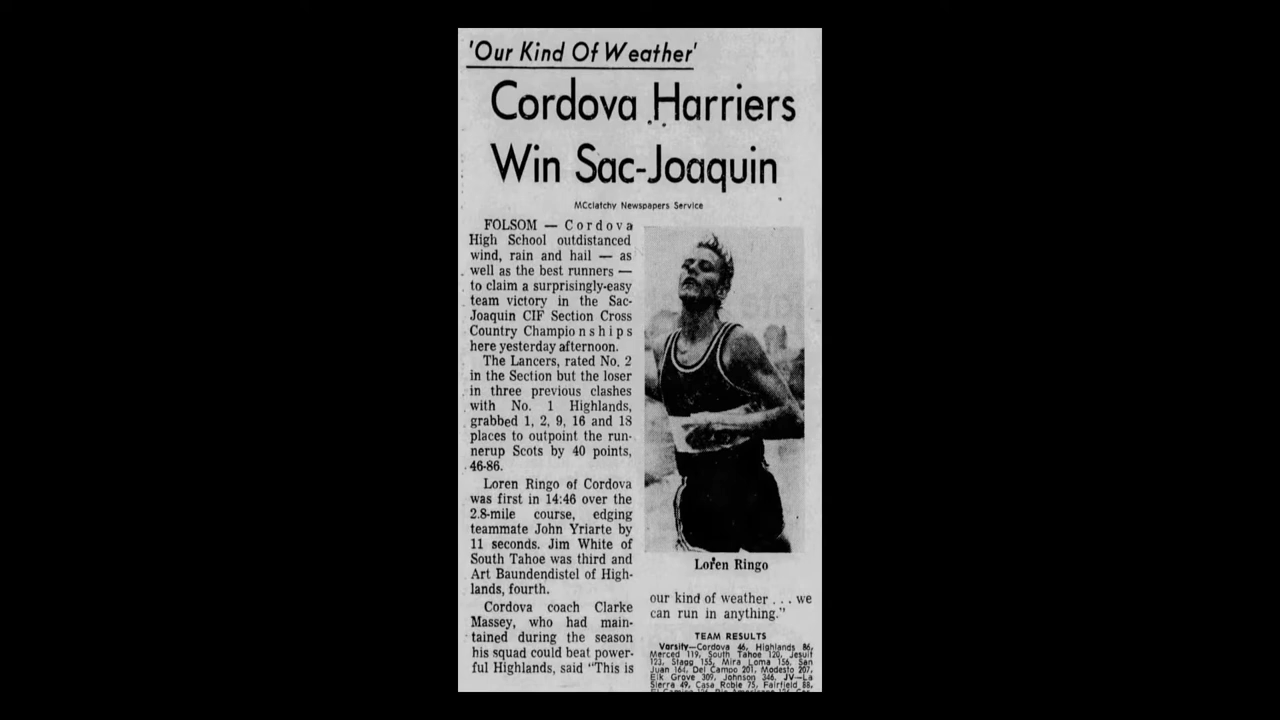 'Our Kind Of Weather'
Cordova Harriers
Win Sac-Joaquin
MCclatchy Newspapers Service
FOLSOM — Cordova
High School outdistanced
wind, rain and hail — as
well as the best runners —
to claim a surprisingly-easy
team victory in the Sac-
Joaquin CIF Section Cross
Country Championships
here yesterday afternoon.
The Lancers, rated No. 2
in the Section but the loser
in three previous clashes
with No. 1 Highlands,
grabbed 1, 2, 9, 16 and 18
places to outpoint the run-
nerup Scots by 40 points,
46-86.
Loren Ringo of Cordova
was first in 14:46 over the
2.8-mile course, edging
teammate John Yriarte by
11 seconds. Jim White of
South Tahoe was third and
Art Baundendistel of High-
lands, fourth.
Cordova coach Clarke
Massey, who had main-
tained during the season
his squad could beat power-
ful Highlands, said "This is
Loren Ringo
our kind of weather . . . we
can run in anything."
TEAM RESULTS
Varsity—Cordova 46, Highlands 86,
Merced 119, South Tahoe 120, Jesuit
123, Stagg 155, Mira Loma 156, San
Juan 164, Del Campo 201, Modesto 207,
Elk Grove 309, Johnson 346. JV—La
Sierra 49, Casa Roble 75, Fairfield 88,